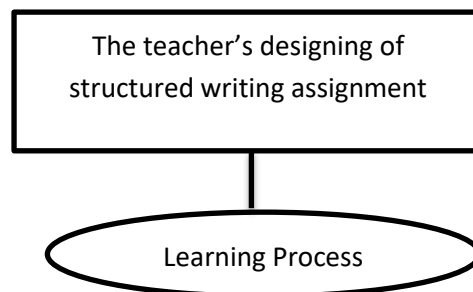 The teacher’s designing of
structured writing assignment
Learning Process